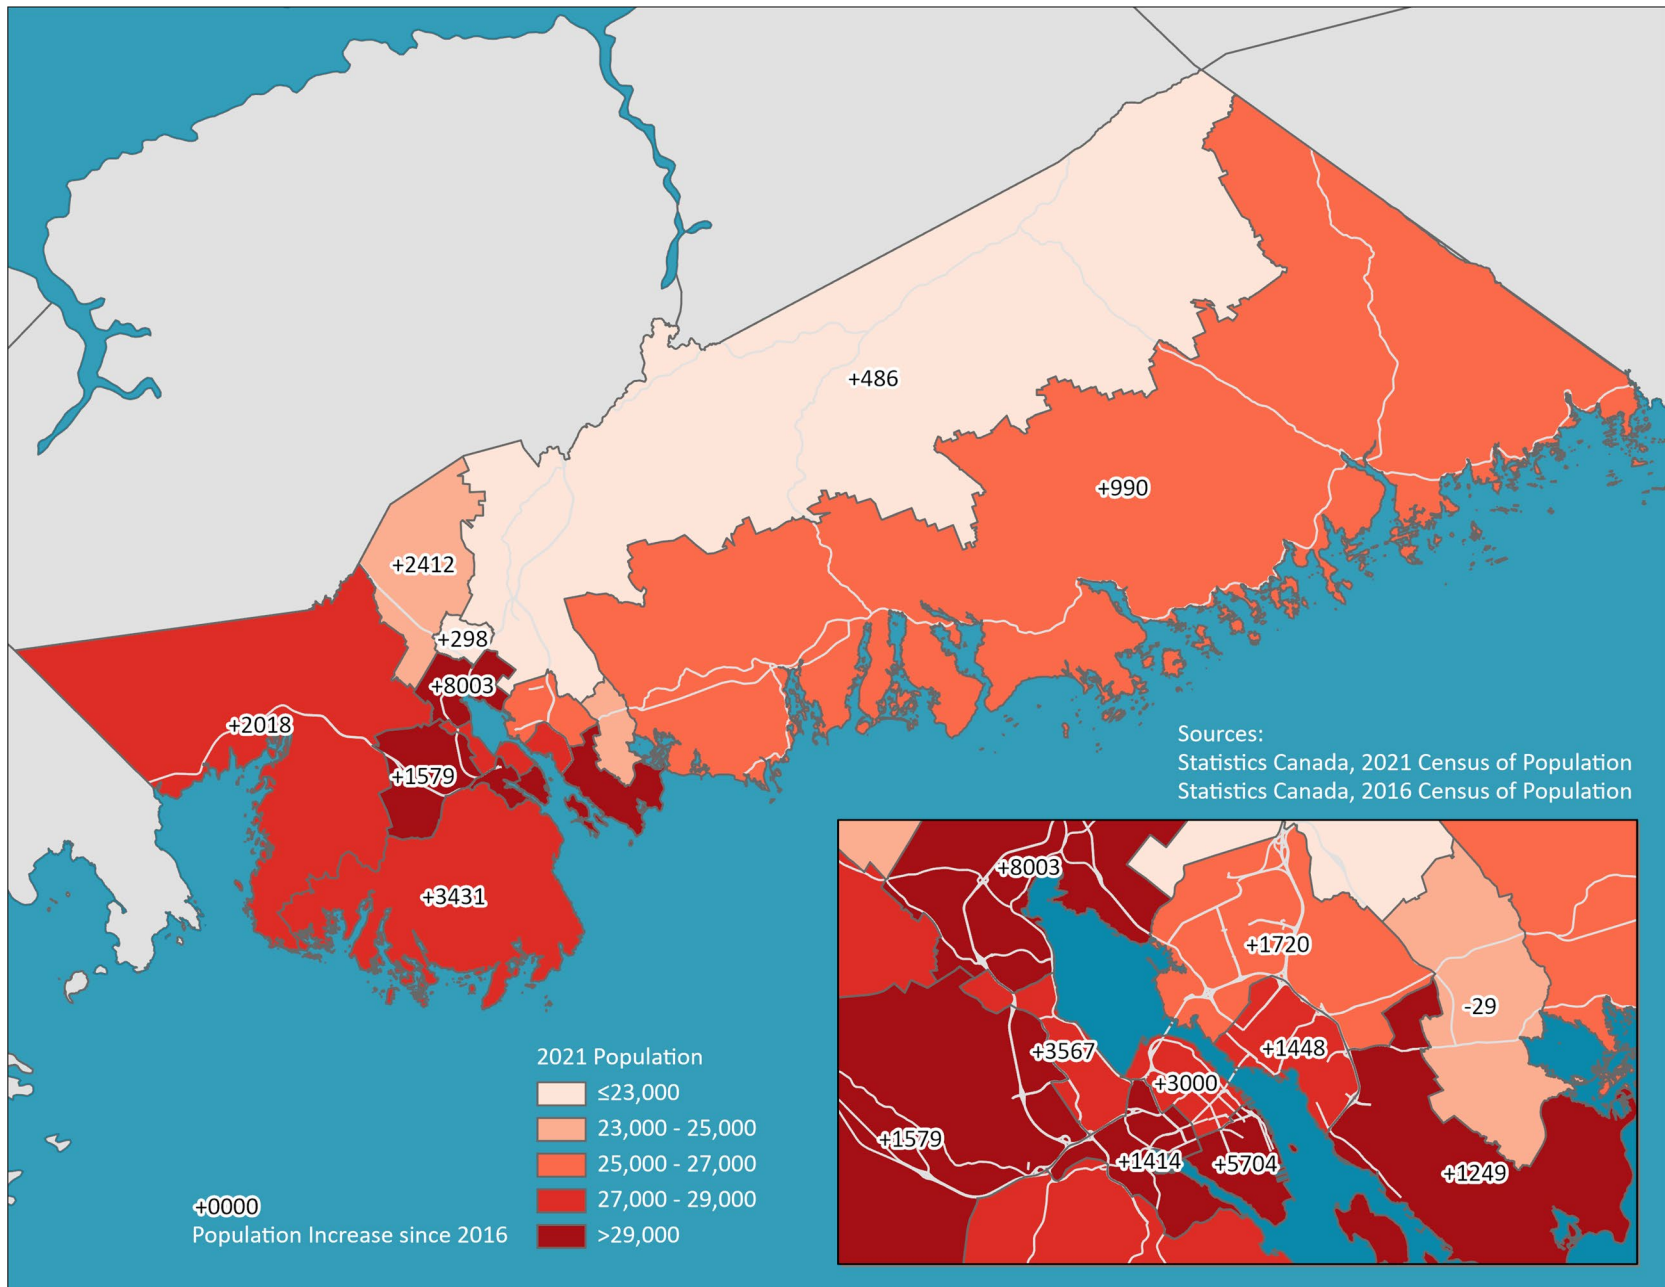 +486
+990
+2412
+298
+8003
+2018
+1579
+3431
Sources:
Statistics Canada, 2021 Census of Population
Statistics Canada, 2016 Census of Population
2021 Population
≤23,000
23,000 - 25,000
25,000 - 27,000
27,000 - 29,000
>29,000
+0000
Population Increase since 2016
+8003
+1720
-29
+3567
+1448
+3000
+1579
+1414
+5704
+1249